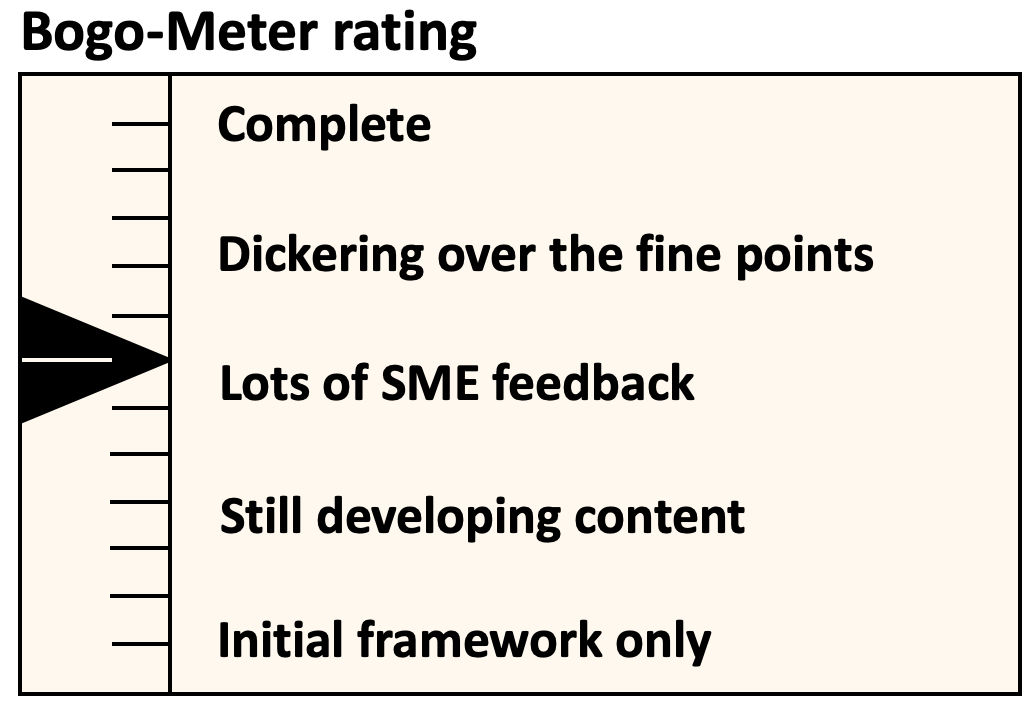 Bogo-Meter rating
Complete
Dickering over the fine points
Lots of SME feedback
Still developing content
Initial framework only